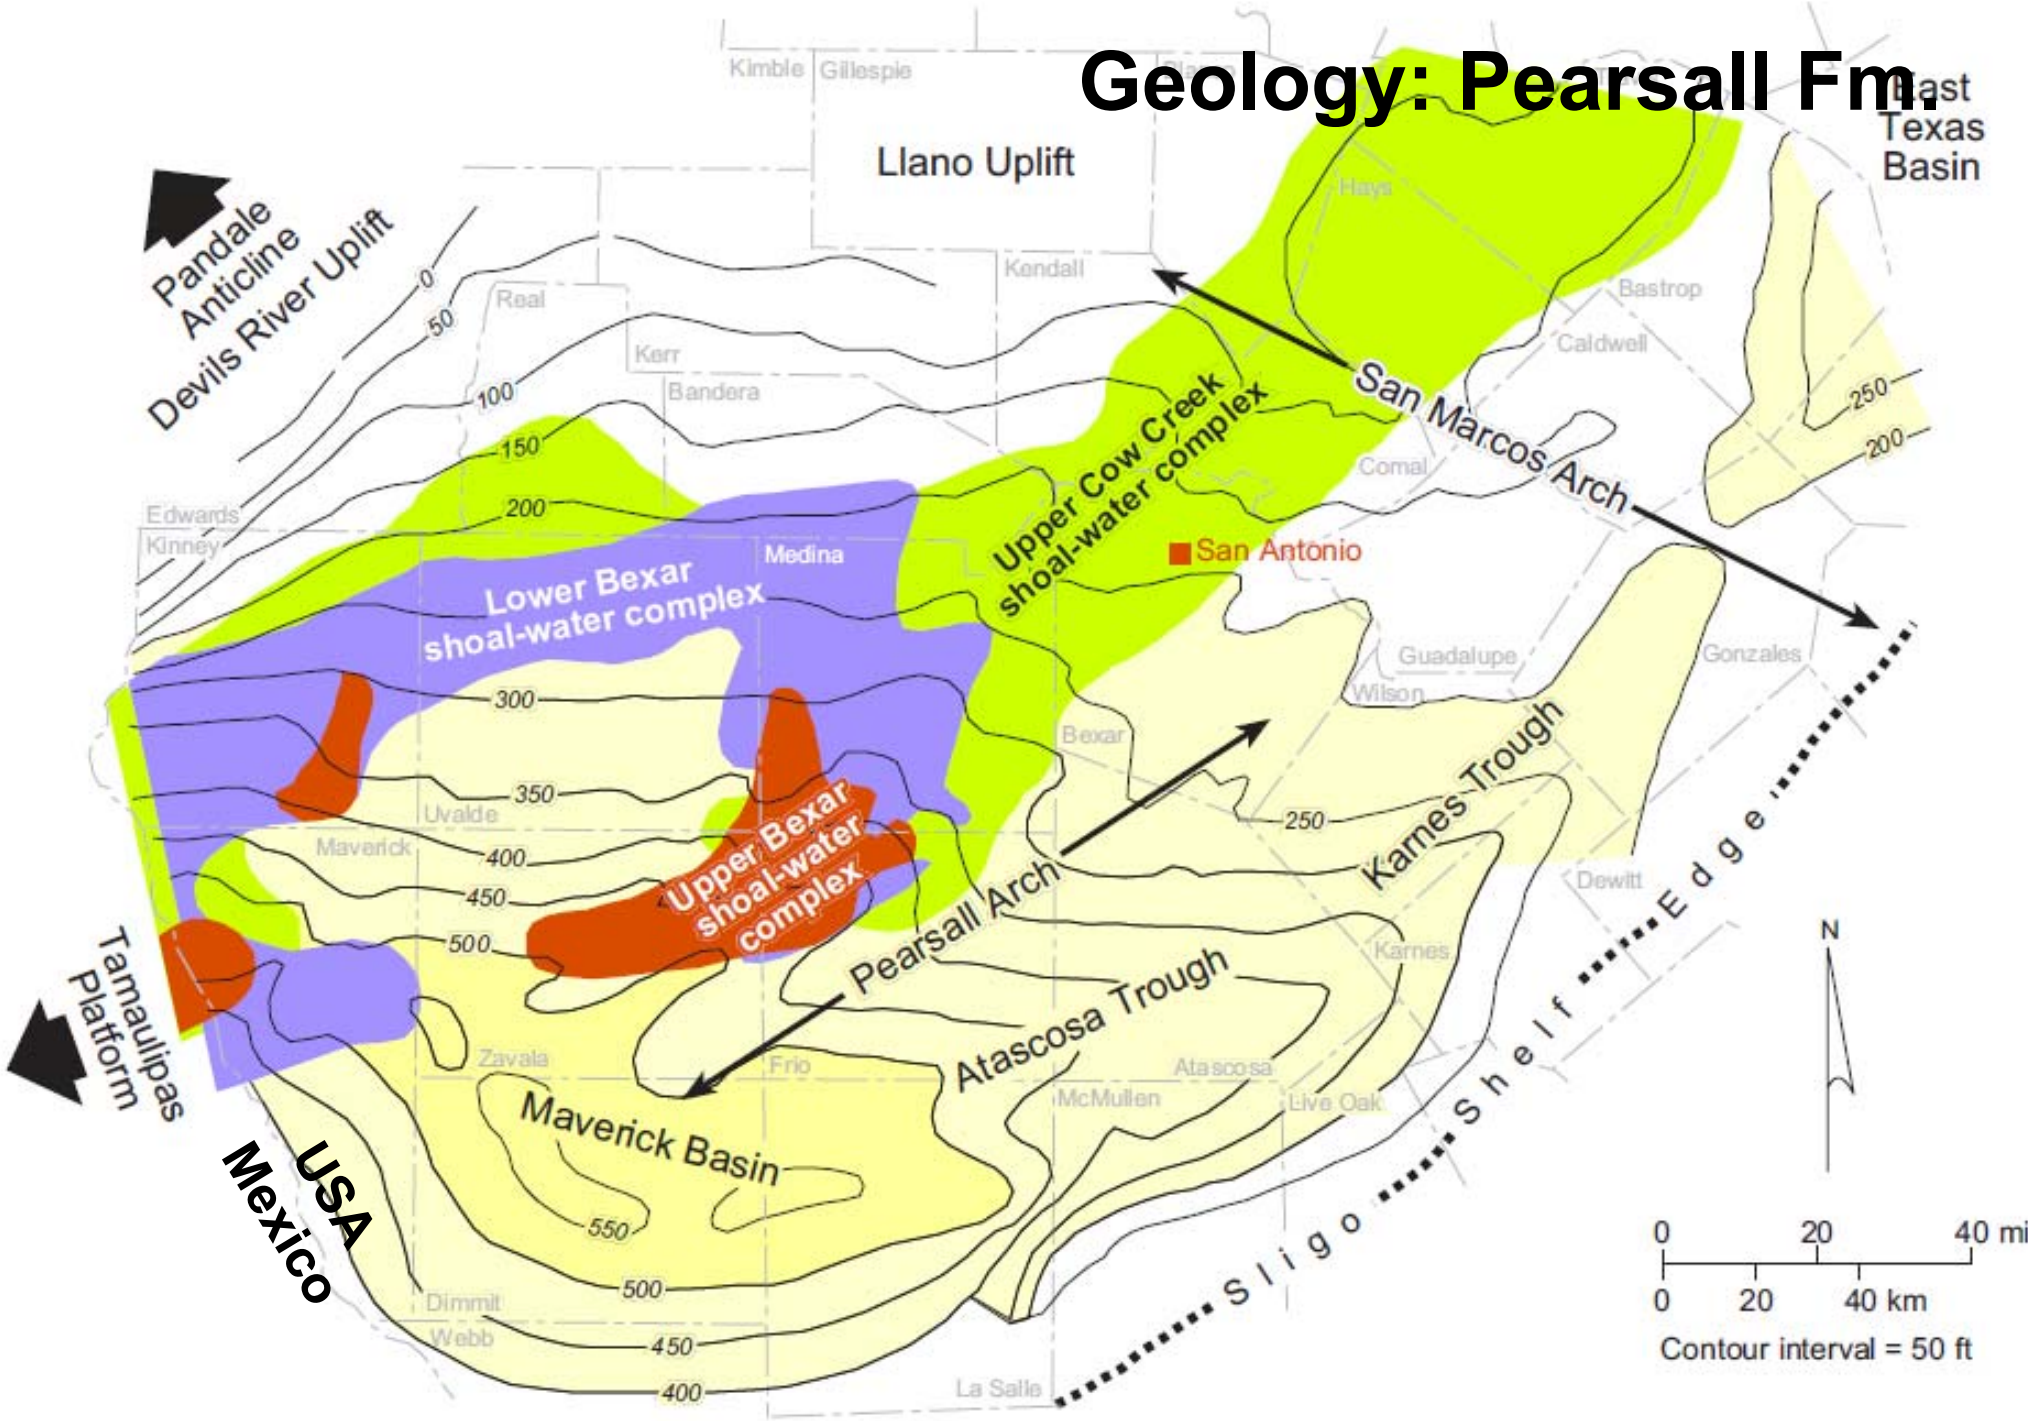 Geology: Pearsall Fm.
Kimble
Gillespie
Llano Uplift
East
Texas
Basin
Hays
Pandale
Anticline
Devils River Uplift
0
50
100
150
200
Real
Kerr
Bandera
Kendall
Bastrop
Caldwell
Comal
San Marcos Arch
250
200
Edwards
Kinney
Medina
Lower Bexar
shoal-water complex
Upper Cow Creek
shoal-water complex
San Antonio
Guadalupe
Gonzales
Wilson
Bexar
300
350
400
450
500
Uvalde
Maverick
Upper Bexar
shoal-water
complex
250
Karnes Trough
Pearsall Arch
Atascosa Trough
Karnes
Dewitt
Sligo Shelf Edge
Tamaulipas
Platform
Zavala
Frio
Atascosa
McMullen
Live Oak
Maverick Basin
550
USA
Mexico
500
450
400
Dimmit
Webb
La Salle
N
0 20 40 mi
0 20 40 km
Contour interval = 50 ft